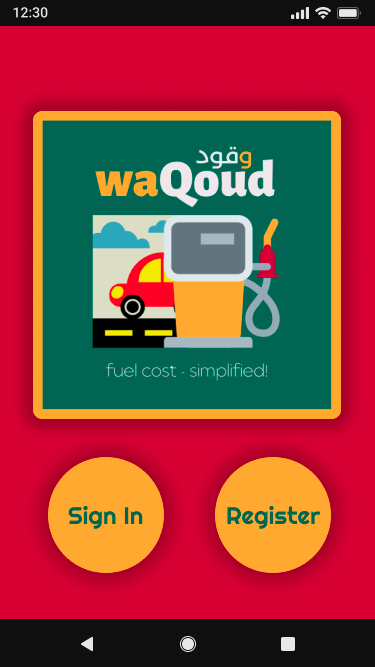 12:30
وقود
waQoud
fuel cost - simplified!
Sign In
Register